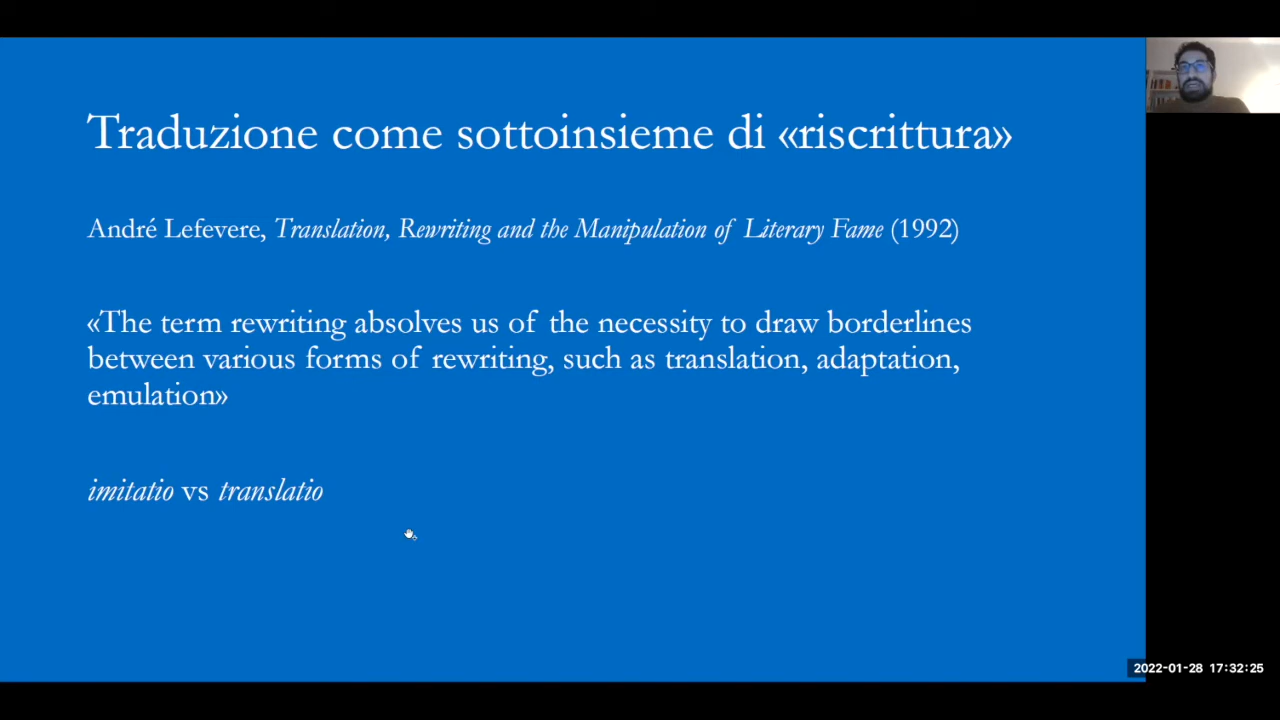 Traduzione come sottoinsieme di «riscrittura»
André Lefevere, Translation, Rewriting and the Manipulation of Literary Fame (1992)
«The term rewriting absolves us of the necessity to draw borderlines
between various forms of rewriting, such as translation, adaptation,
emulation»
imitatio vs translatio
2022-01-28 17:32:25